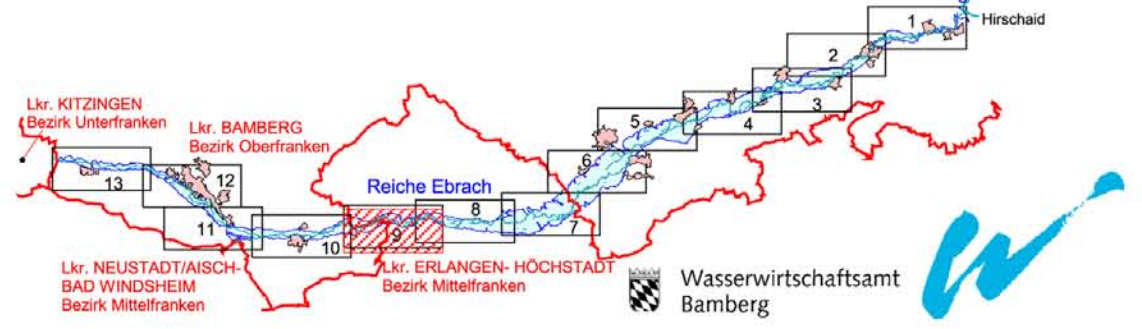 1
Hirschaid
2
3
4
5
6
Lkr. KITZINGEN
Bezirk Unterfranken
Lkr. BAMBERG
Bezirk Oberfranken
13
12
Reiche Ebrach
11
10
9
8
7
Lkr. NEUSTADT/AISCH-
BAD WINDSHEIM
Bezirk Mittelfranken
Lkr. ERLANGEN- HÖCHSTADT
Bezirk Mittelfranken
Wasserwirtschaftsamt
Bamberg